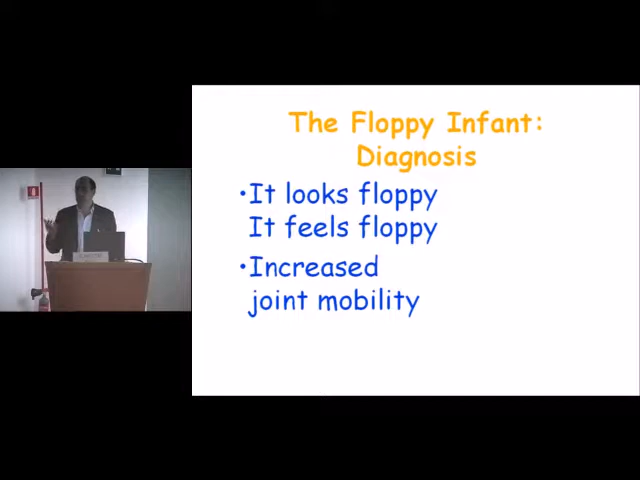 The Floppy Infant:
Diagnosis
•It looks floppy
It feels floppy
•Increased
joint mobility